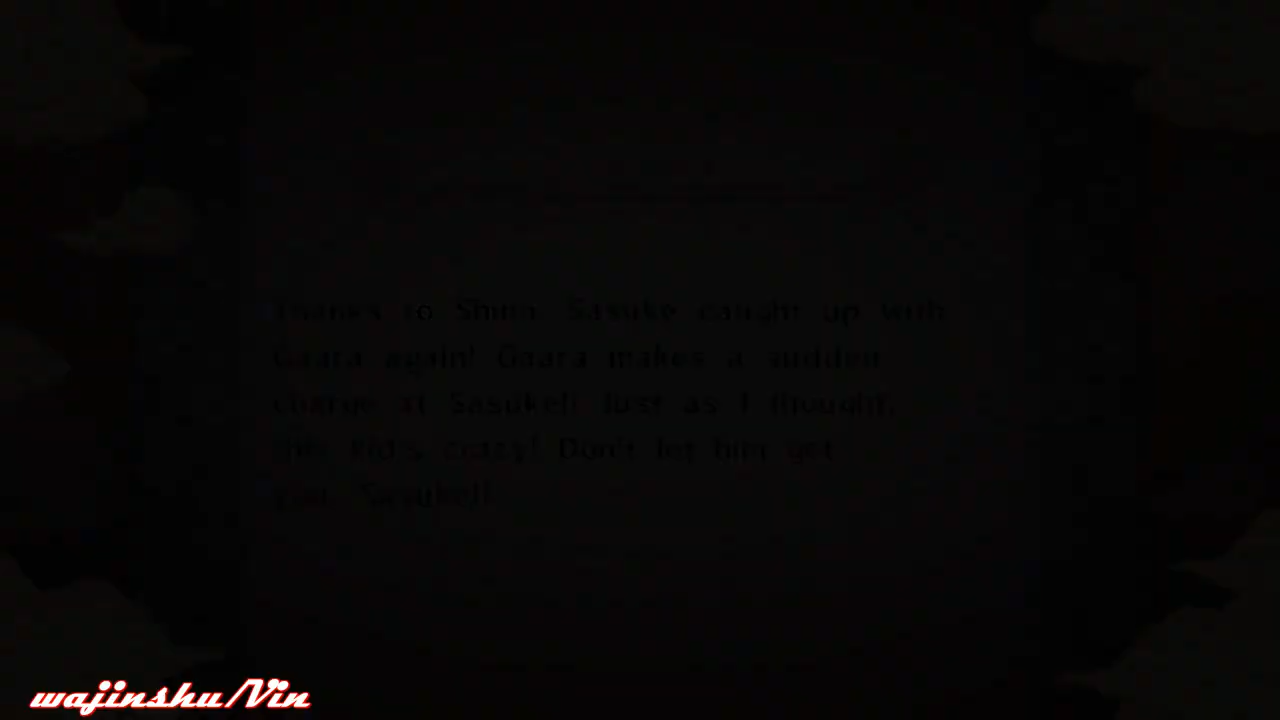 Thanks to Shino, Sasuke caught up with
Gaara again! Gaara makes a sudden
charge at Sasuke!! Just as I thought,
this kid's crazy! Don't let him get
you, Sasuke!!
wajinshu/Vin